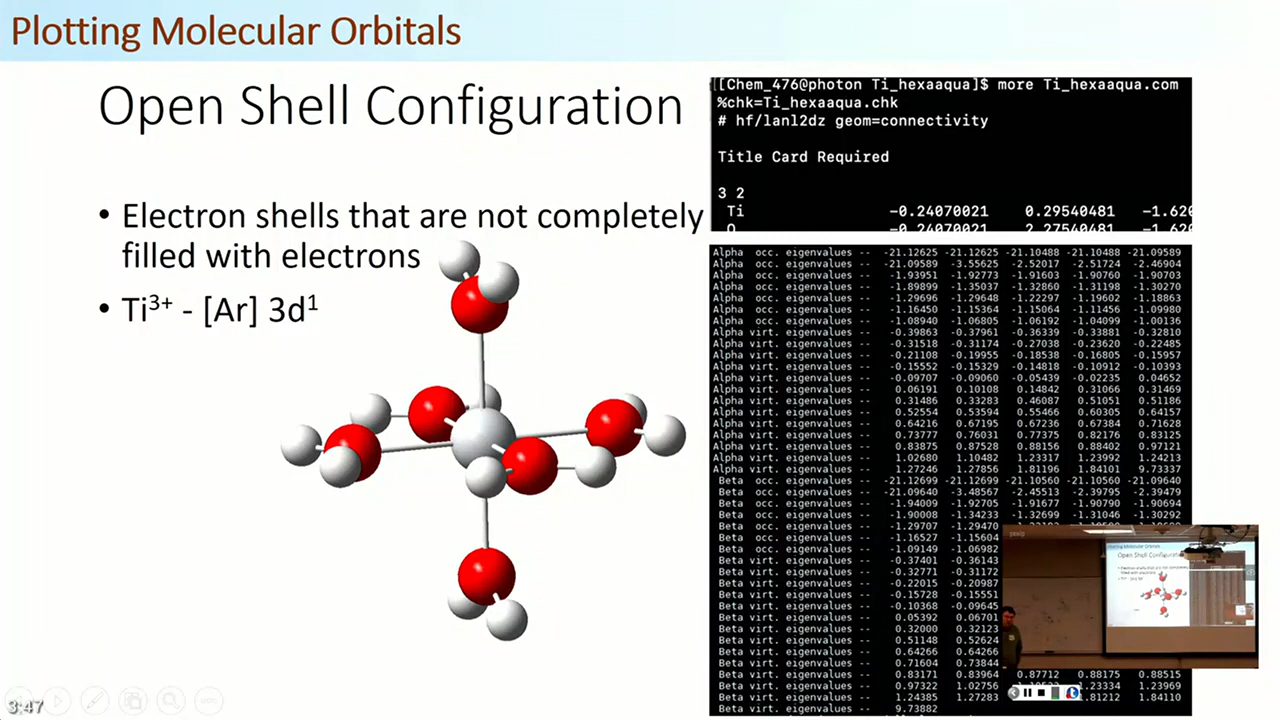 Plotting Molecular Orbitals
Open Shell Configuration
• Electron shells that are not completely
filled with electrons
• Ti3+ - [Ar] 3d1
[[Chem_476@photon Ti_hexaaqua]$ more Ti_hexaaqua.com
%chk=Ti_hexaaqua.chk
# hf/lanl2dz geom=connectivity
Title Card Required
3 2
Ti -0.24070021 0.29540481 -1.620
O -0.24070021 2.27540481 -1.620
Alpha occ. eigenvalues -- -21.12625 -21.12625 -21.10488 -21.10488 -21.09589
Alpha occ. eigenvalues -- -21.09589 -3.55625 -2.52017 -2.51724 -2.46904
Alpha occ. eigenvalues -- -1.93951 -1.92773 -1.91603 -1.90760 -1.90703
Alpha occ. eigenvalues -- -1.89899 -1.35037 -1.32860 -1.31198 -1.30270
Alpha occ. eigenvalues -- -1.29696 -1.29648 -1.22297 -1.19602 -1.18863
Alpha occ. eigenvalues -- -1.16450 -1.15364 -1.15054 -1.11456 -1.09980
Alpha occ. eigenvalues -- -1.08940 -1.06805 -1.06192 -1.04099 -1.00136
Alpha virt. eigenvalues -- -0.39863 -0.37961 -0.36339 -0.33881 -0.32810
Alpha virt. eigenvalues -- -0.31518 -0.31174 -0.27038 -0.23620 -0.22485
Alpha virt. eigenvalues -- -0.21108 -0.19955 -0.18538 -0.16805 -0.15957
Alpha virt. eigenvalues -- -0.15552 -0.15329 -0.14818 -0.10912 -0.10393
Alpha virt. eigenvalues -- -0.09707 -0.09060 -0.05439 -0.02235 0.04652
Alpha virt. eigenvalues -- 0.06191 0.10108 0.14842 0.31066 0.31469
Alpha virt. eigenvalues -- 0.31486 0.33283 0.46087 0.51051 0.51186
Alpha virt. eigenvalues -- 0.52554 0.53594 0.55466 0.60305 0.64157
Alpha virt. eigenvalues -- 0.64216 0.67195 0.67236 0.67384 0.71628
Alpha virt. eigenvalues -- 0.73777 0.76031 0.77375 0.82176 0.83125
Alpha virt. eigenvalues -- 0.83875 0.87528 0.88156 0.88402 0.97121
Alpha virt. eigenvalues -- 1.02680 1.10482 1.23317 1.23992 1.24213
Alpha virt. eigenvalues -- 1.27246 1.27856 1.81196 1.84101 9.73337
Beta occ. eigenvalues -- -21.12699 -21.12699 -21.10560 -21.10560 -21.09640
Beta occ. eigenvalues -- -21.09640 -3.48567 -2.45513 -2.39795 -2.39479
Beta occ. eigenvalues -- -1.94009 -1.92705 -1.91677 -1.90790 -1.90694
Beta occ. eigenvalues -- -1.90008 -1.34233 -1.32699 -1.31046 -1.30292
Beta occ. eigenvalues -- -1.29707 -1.29470
Beta occ. eigenvalues -- -1.16527 -1.15604
Beta occ. eigenvalues -- -1.09149 -1.06982
Beta virt. eigenvalues -- -0.37401 -0.36143
Beta virt. eigenvalues -- -0.32771 -0.31172
Beta virt. eigenvalues -- -0.22015 -0.20987
Beta virt. eigenvalues -- -0.15728 -0.15551
Beta virt. eigenvalues -- -0.10368 -0.09645
Beta virt. eigenvalues -- 0.05392 0.06701
Beta virt. eigenvalues -- 0.32000 0.32123
Beta virt. eigenvalues -- 0.51148 0.52624
Beta virt. eigenvalues -- 0.64266 0.64266
Beta virt. eigenvalues -- 0.71604 0.73844
Beta virt. eigenvalues -- 0.83171 0.83964 0.87712 0.88175 0.88515
Beta virt. eigenvalues -- 0.97322 1.02756 1.23334 1.23969
Beta virt. eigenvalues -- 1.24385 1.27283 1.81212 1.84110
Beta virt. eigenvalues -- 9.73882
Plotting Molecular Orbitals
Open Shell Configuration
3:47